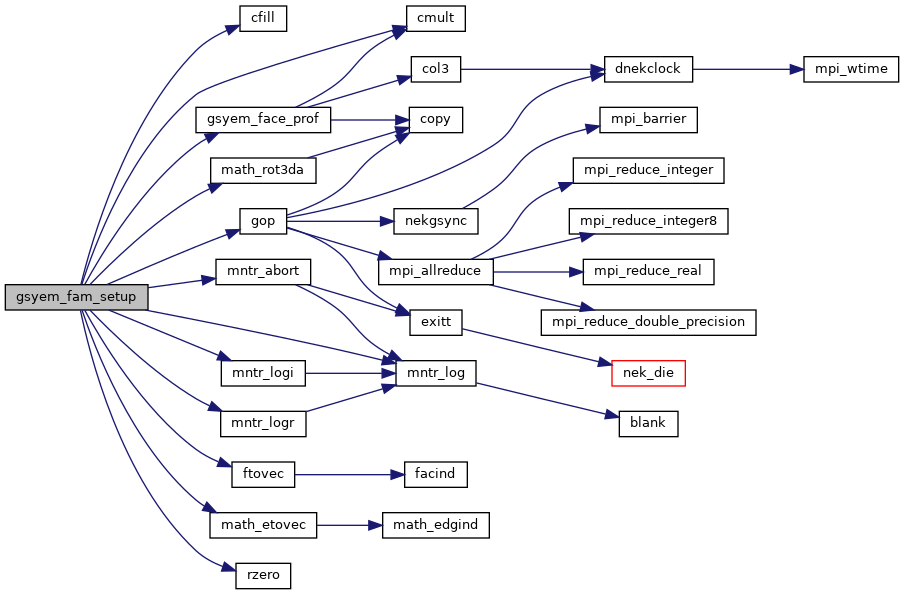 cfill
cmult
col3
dnekclock
mpi_wtime
gsyem_face_prof
copy
mpi_barrier
math_rot3da
mpi_reduce_integer
gop
nekgsync
mpi_reduce_integer8
mntr_abort
mpi_allreduce
mpi_reduce_real
gsyem_fam_setup
exitt
mpi_reduce_double_precision
mntr_logi
mntr_log
nek_die
mntr_logr
blank
ftovec
facind
math_etovec
math_edgind
rzero